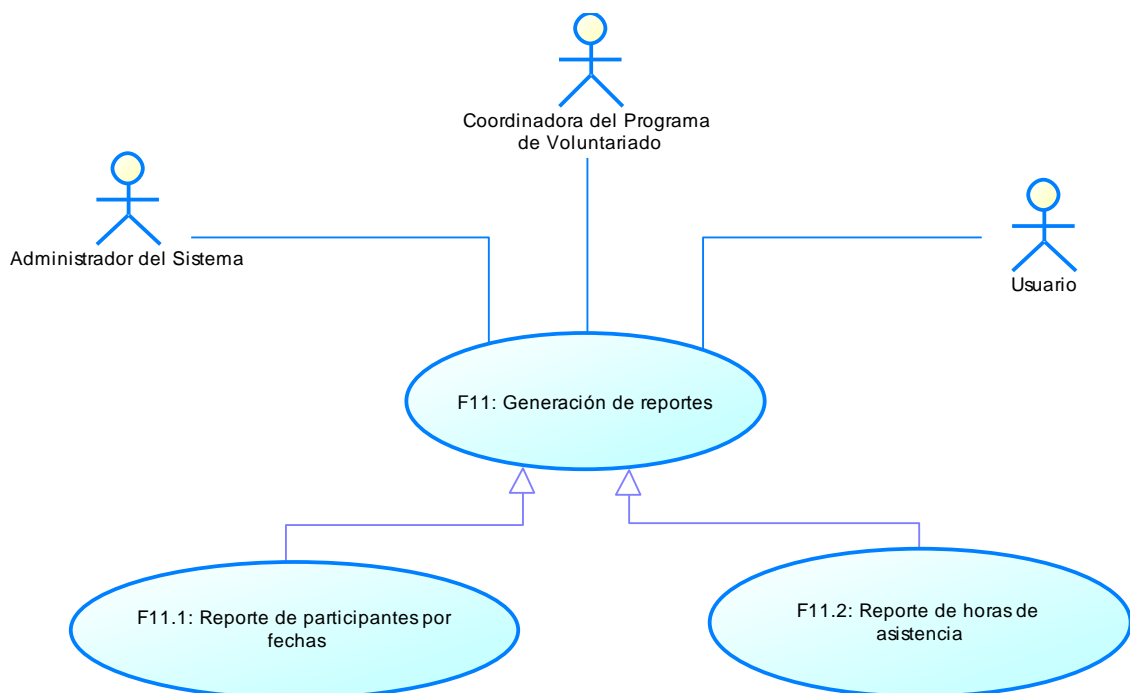 Coordinadora del Programa
de Voluntariado
Administrador del Sistema
Usuario
F11: Generación de reportes
F11.1: Reporte de participantes por
fechas
F11.2: Reporte de horas de
asistencia